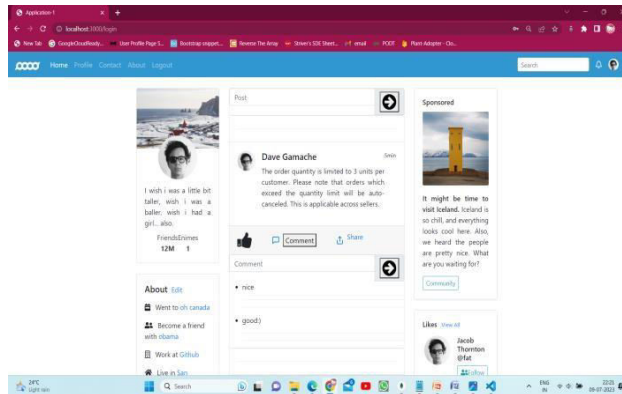 Application-1
localhost:3000/login
New Tab GoogleCloudReady... User Profile Page S... Bootstrap snippet... Reverse The Array Striver's SDE Sheet... email POST Plant Adopter - Clo...
Home Profile Contact About Logout Search
Post
Dave Gamache 5min
The order quantity is limited to 3 units per
customer. Please note that orders which
exceed the quantity limit will be auto-
canceled. This is applicable across sellers.
Comment Share
Comment
• nice
• good:)
I wish i was a little bit
taller, wish i was a
baller, wish i had a
girl.. also.
FriendsEnimes
12M 1
About Edit
Went to oh canada
Become a friend
with obama
Work at Github
Live in San
Sponsored
It might be time to
visit Iceland. Iceland is
so chill, and everything
looks cool here. Also,
we heard the people
are pretty nice. What
are you waiting for?
Community
Likes View All
Jacob
Thornton
@fat
Follow
24°C
Light rain
Search
ENG
IN
22:25
09-07-2023